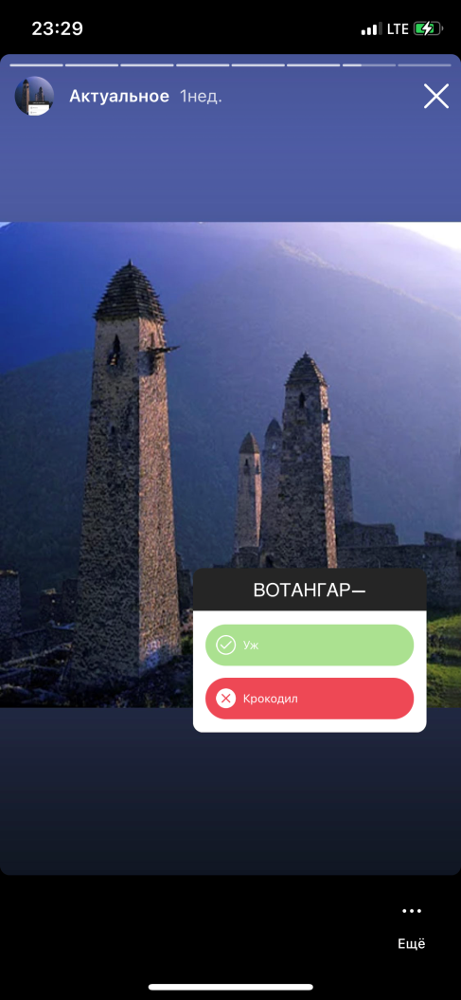 23:29
LTE
Актуальное 1нед.
ВОТАНГАР—
Уж
Крокодил
Ещё